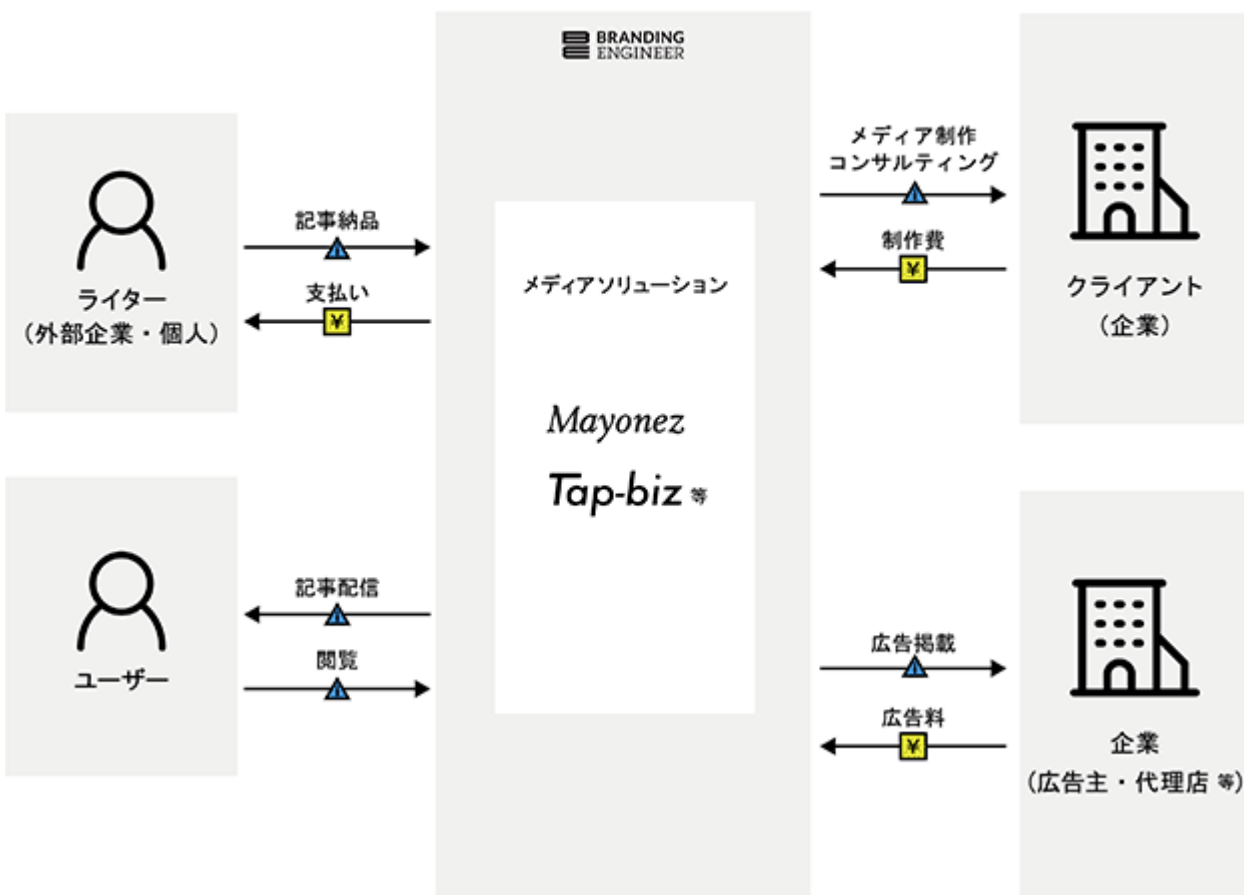 BRANDING
ENGINEER
記事納品
支払い
ライター
（外部企業・個人）
メディアソリューション
Mayonez
Tap-biz 等
メディア制作
コンサルティング
¥
制作費
¥
クライアント
（企業）
記事配信
閲覧
ユーザー
広告掲載
広告料
¥
企業
（広告主・代理店 等）